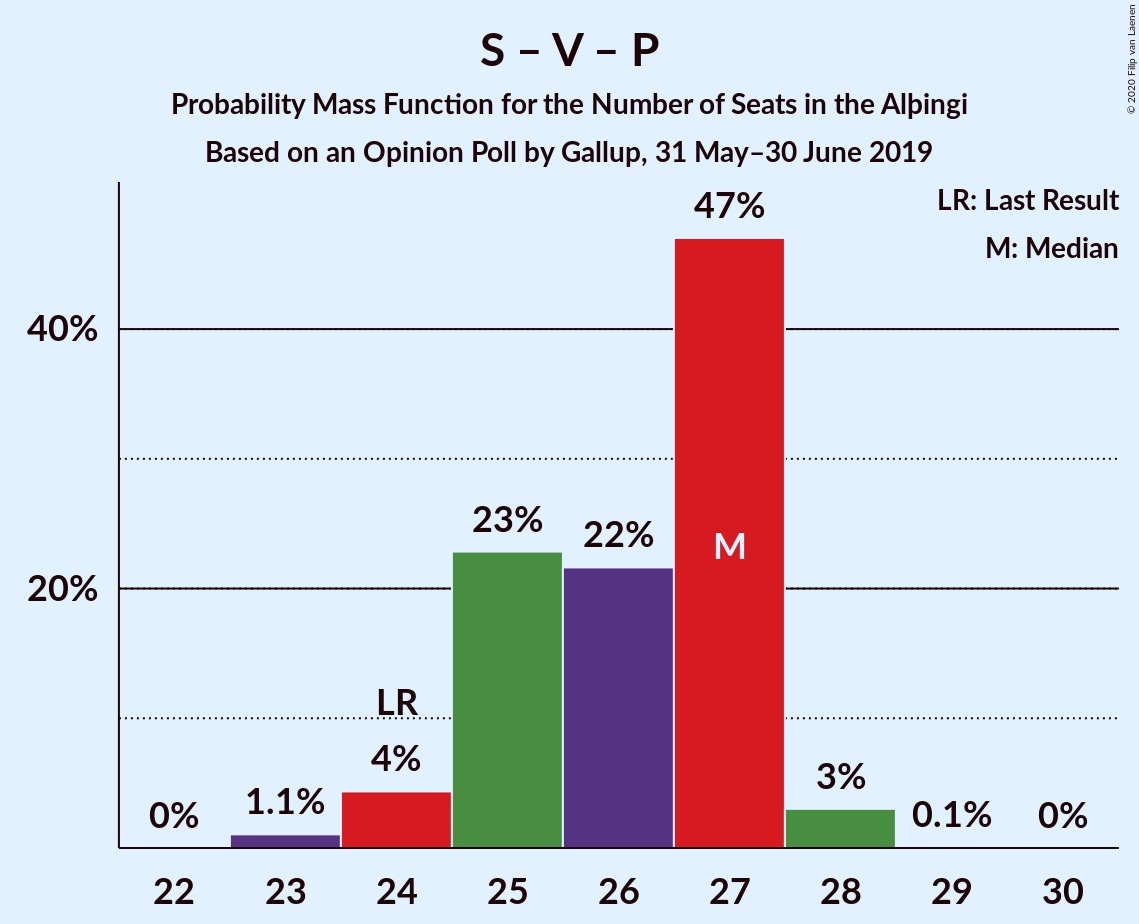 S – V – P
Probability Mass Function for the Number of Seats in the Alþingi
Based on an Opinion Poll by Gallup, 31 May–30 June 2019
© 2020 Filip van Laenen
LR: Last Result
M: Median
40%
20%
0%
1.1%
LR
4%
23%
22%
47%
M
3%
0.1%
0%
22 23 24 25 26 27 28 29 30